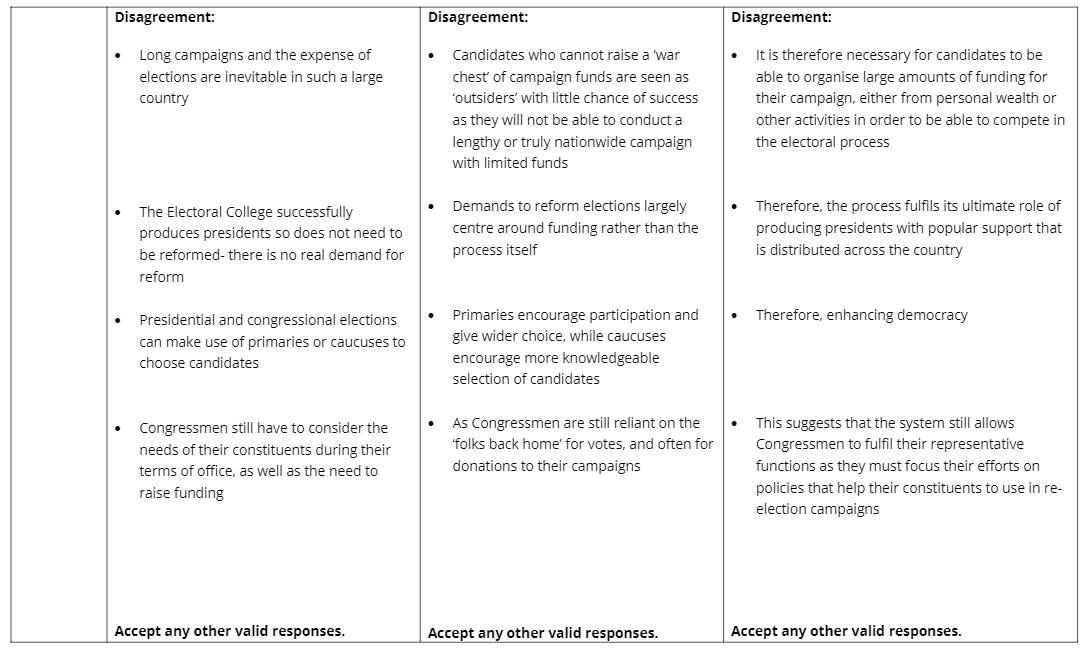 Disagreement:
Long campaigns and the expense of
elections are inevitable in such a large
country
The Electoral College successfully
produces presidents so does not need to
be reformed- there is no real demand for
reform
Presidential and congressional elections
can make use of primaries or caucuses to
choose candidates
Congressmen still have to consider the
needs of their constituents during their
terms of office, as well as the need to
raise funding
Accept any other valid responses.
Disagreement:
Candidates who cannot raise a ‘war
chest’ of campaign funds are seen as
‘outsiders’ with little chance of success
as they will not be able to conduct a
lengthy or truly nationwide campaign
with limited funds
Demands to reform elections largely
centre around funding rather than the
process itself
Primaries encourage participation and
give wider choice, while caucuses
encourage more knowledgeable
selection of candidates
As Congressmen are still reliant on the
‘folks back home’ for votes, and often for
donations to their campaigns
Accept any other valid responses.
Disagreement:
It is therefore necessary for candidates to be
able to organise large amounts of funding for
their campaign, either from personal wealth or
other activities in order to be able to compete in
the electoral process
Therefore, the process fulfils its ultimate role of
producing presidents with popular support that
is distributed across the country
Therefore, enhancing democracy
This suggests that the system still allows
Congressmen to fulfil their representative
functions as they must focus their efforts on
policies that help their constituents to use in re-
election campaigns
Accept any other valid responses.